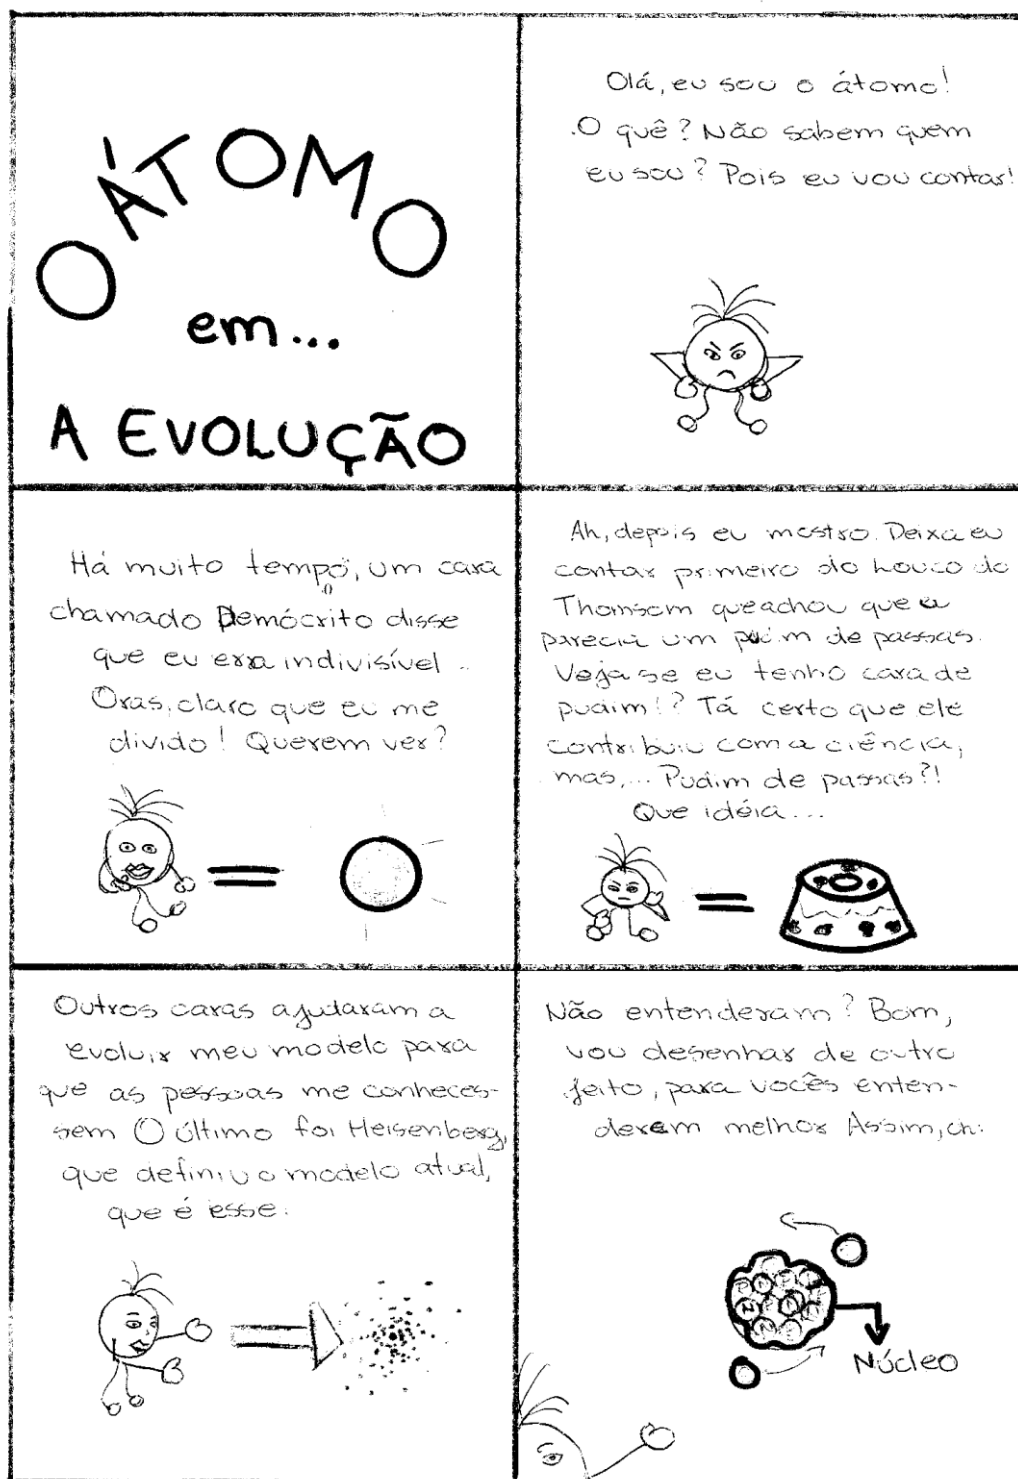 O ÁTOMO
em...
A EVOLUÇÃO
Olá, eu sou o átomo!
O quê? Não sabem quem
eu sou? Pois eu vou contar!
Há muito tempo, um cara
chamado Demócrito disse
que eu era indivisível...
Oras, claro que eu me
divido! Querem ver?
Ah, depois eu mostro. Deixa eu
contar primeiro do Louco do
Thomsom que achou que
parecia um pudim de passas.
Veja se eu tenho cara de
pudim!? Tá certo que ele
contribuiu com a ciência,
mas,... Pudim de passas?!
Que idéia...
Outros caras ajudaram a
evoluir meu modelo para
que as pessoas me conheces-
sem O último foi Heisenberg,
que definiu o modelo atual,
que é esse:
Não entenderam? Bom,
vou desenhar de outro
jeito, para vocês enten-
derem melhor Assim, ó:
Núcleo